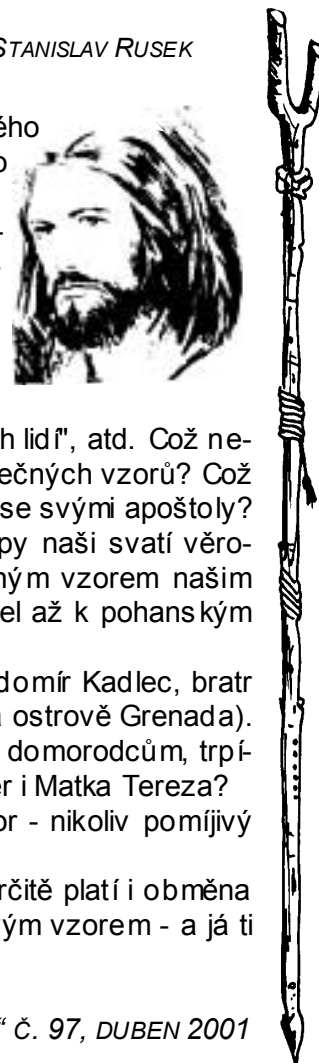 STANISLAV RUSEK
ého
o
-
h lidí", atd. Což ne-
ečných vzorů? Což
se svými apoštoly?
py naši svatí věro-
ným vzorem našim
el až k pohanským
domír Kadlec, bratr
a ostrově Grenada).
domorodcům, trpí-
er i Matka Tereza?
or - nikoliv pomíjivý
rčitě platí i obměna
ým vzorem - a já ti
“ Č. 97, DUBEN 2001